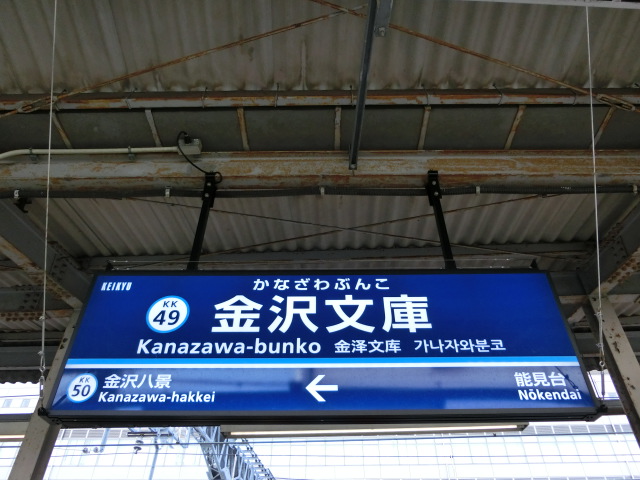 KEIKYU
かなざわぶんこ
KK
49
金沢文庫
Kanazawa-bunko 金泽文库 가나자와분코
KK
50
金沢八景
Kanazawa-hakkei
←
能見台
Nōkendai